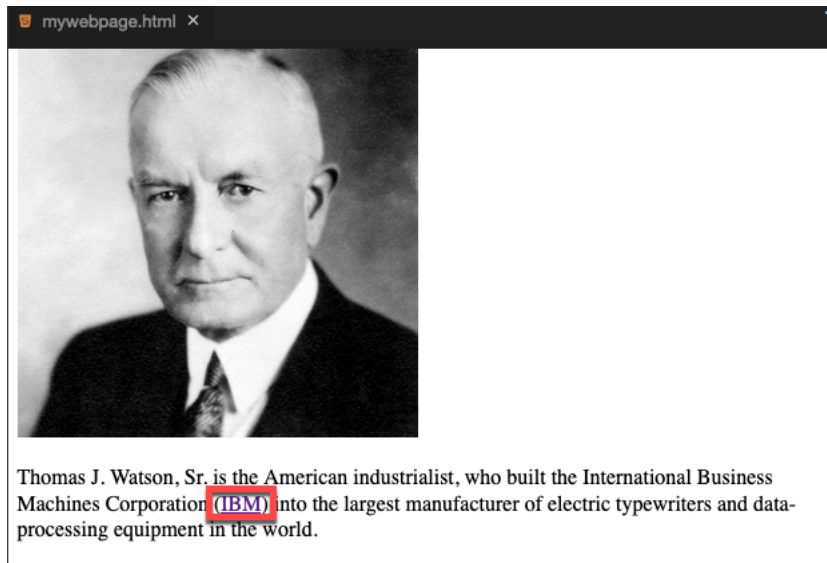 mywebpage.html ×
Thomas J. Watson, Sr. is the American industrialist, who built the International Business
Machines Corporation (IBM) into the largest manufacturer of electric typewriters and data-
processing equipment in the world.